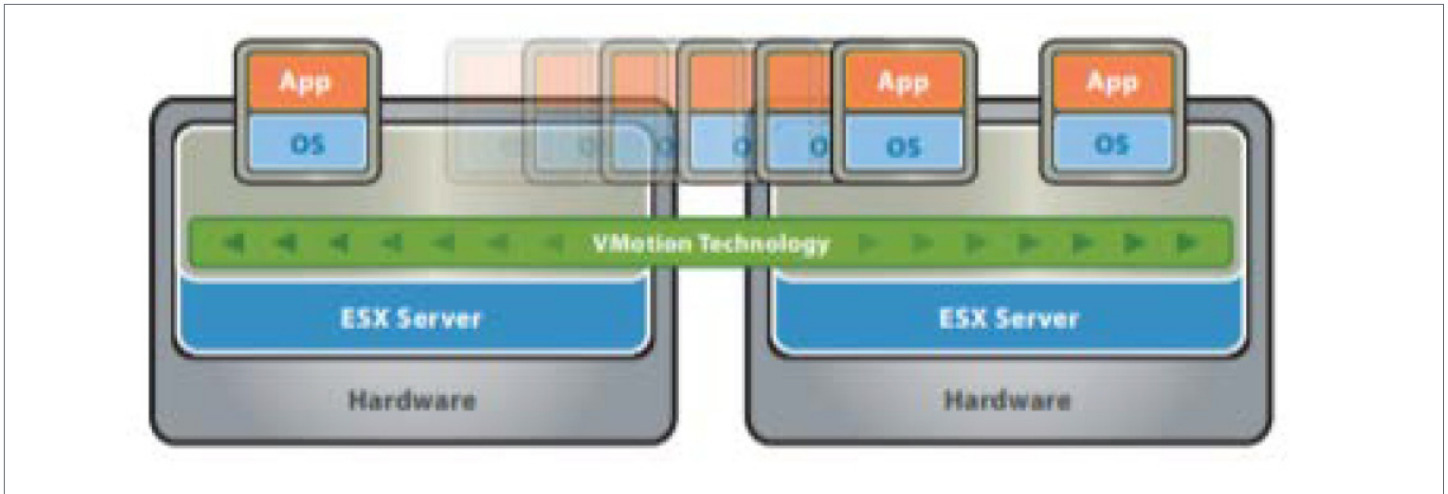 App
App
App
OS
O
O
O
O
OS
OS
VMotion Technology
ESX Server
ESX Server
Hardware
Hardware